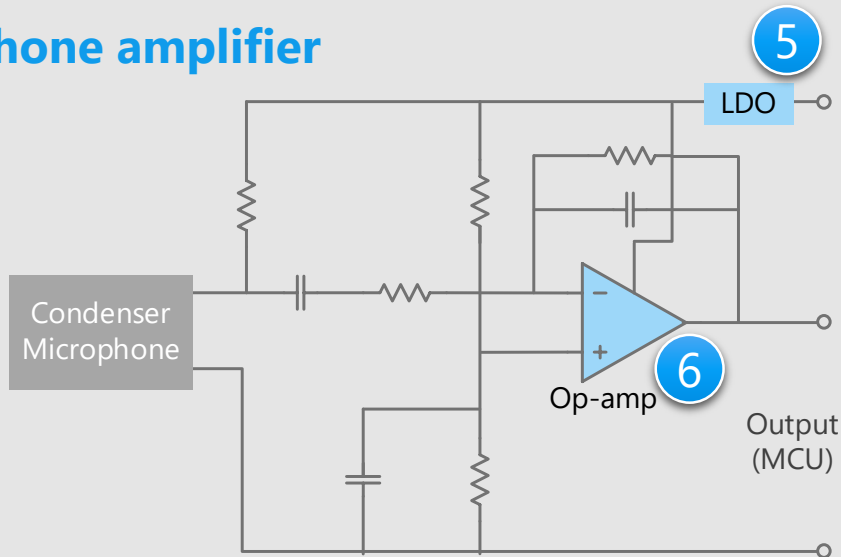 hone amplifier
5
LDO
Condenser
Microphone
−
+
6
Op-amp
Output
(MCU)